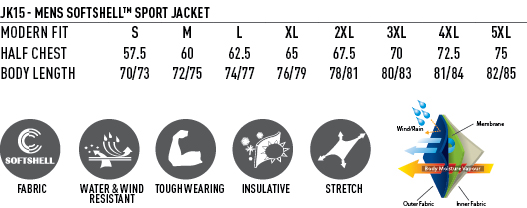 JK15 - MENS SOFTSHELL™ SPORT JACKET
MODERN FIT S M L XL 2XL 3XL 4XL 5XL
HALF CHEST 57.5 60 62.5 65 67.5 70 72.5 75
BODY LENGTH 70/73 72/75 74/77 76/79 78/81 80/83 81/84 82/85
SOFTSHELL
FABRIC
WATER & WIND
RESISTANT
TOUGH WEARING
INSULATIVE
STRETCH
Wind/Rain
Membrane
Body Moisture Vapour
Outer Fabric
Inner Fabric